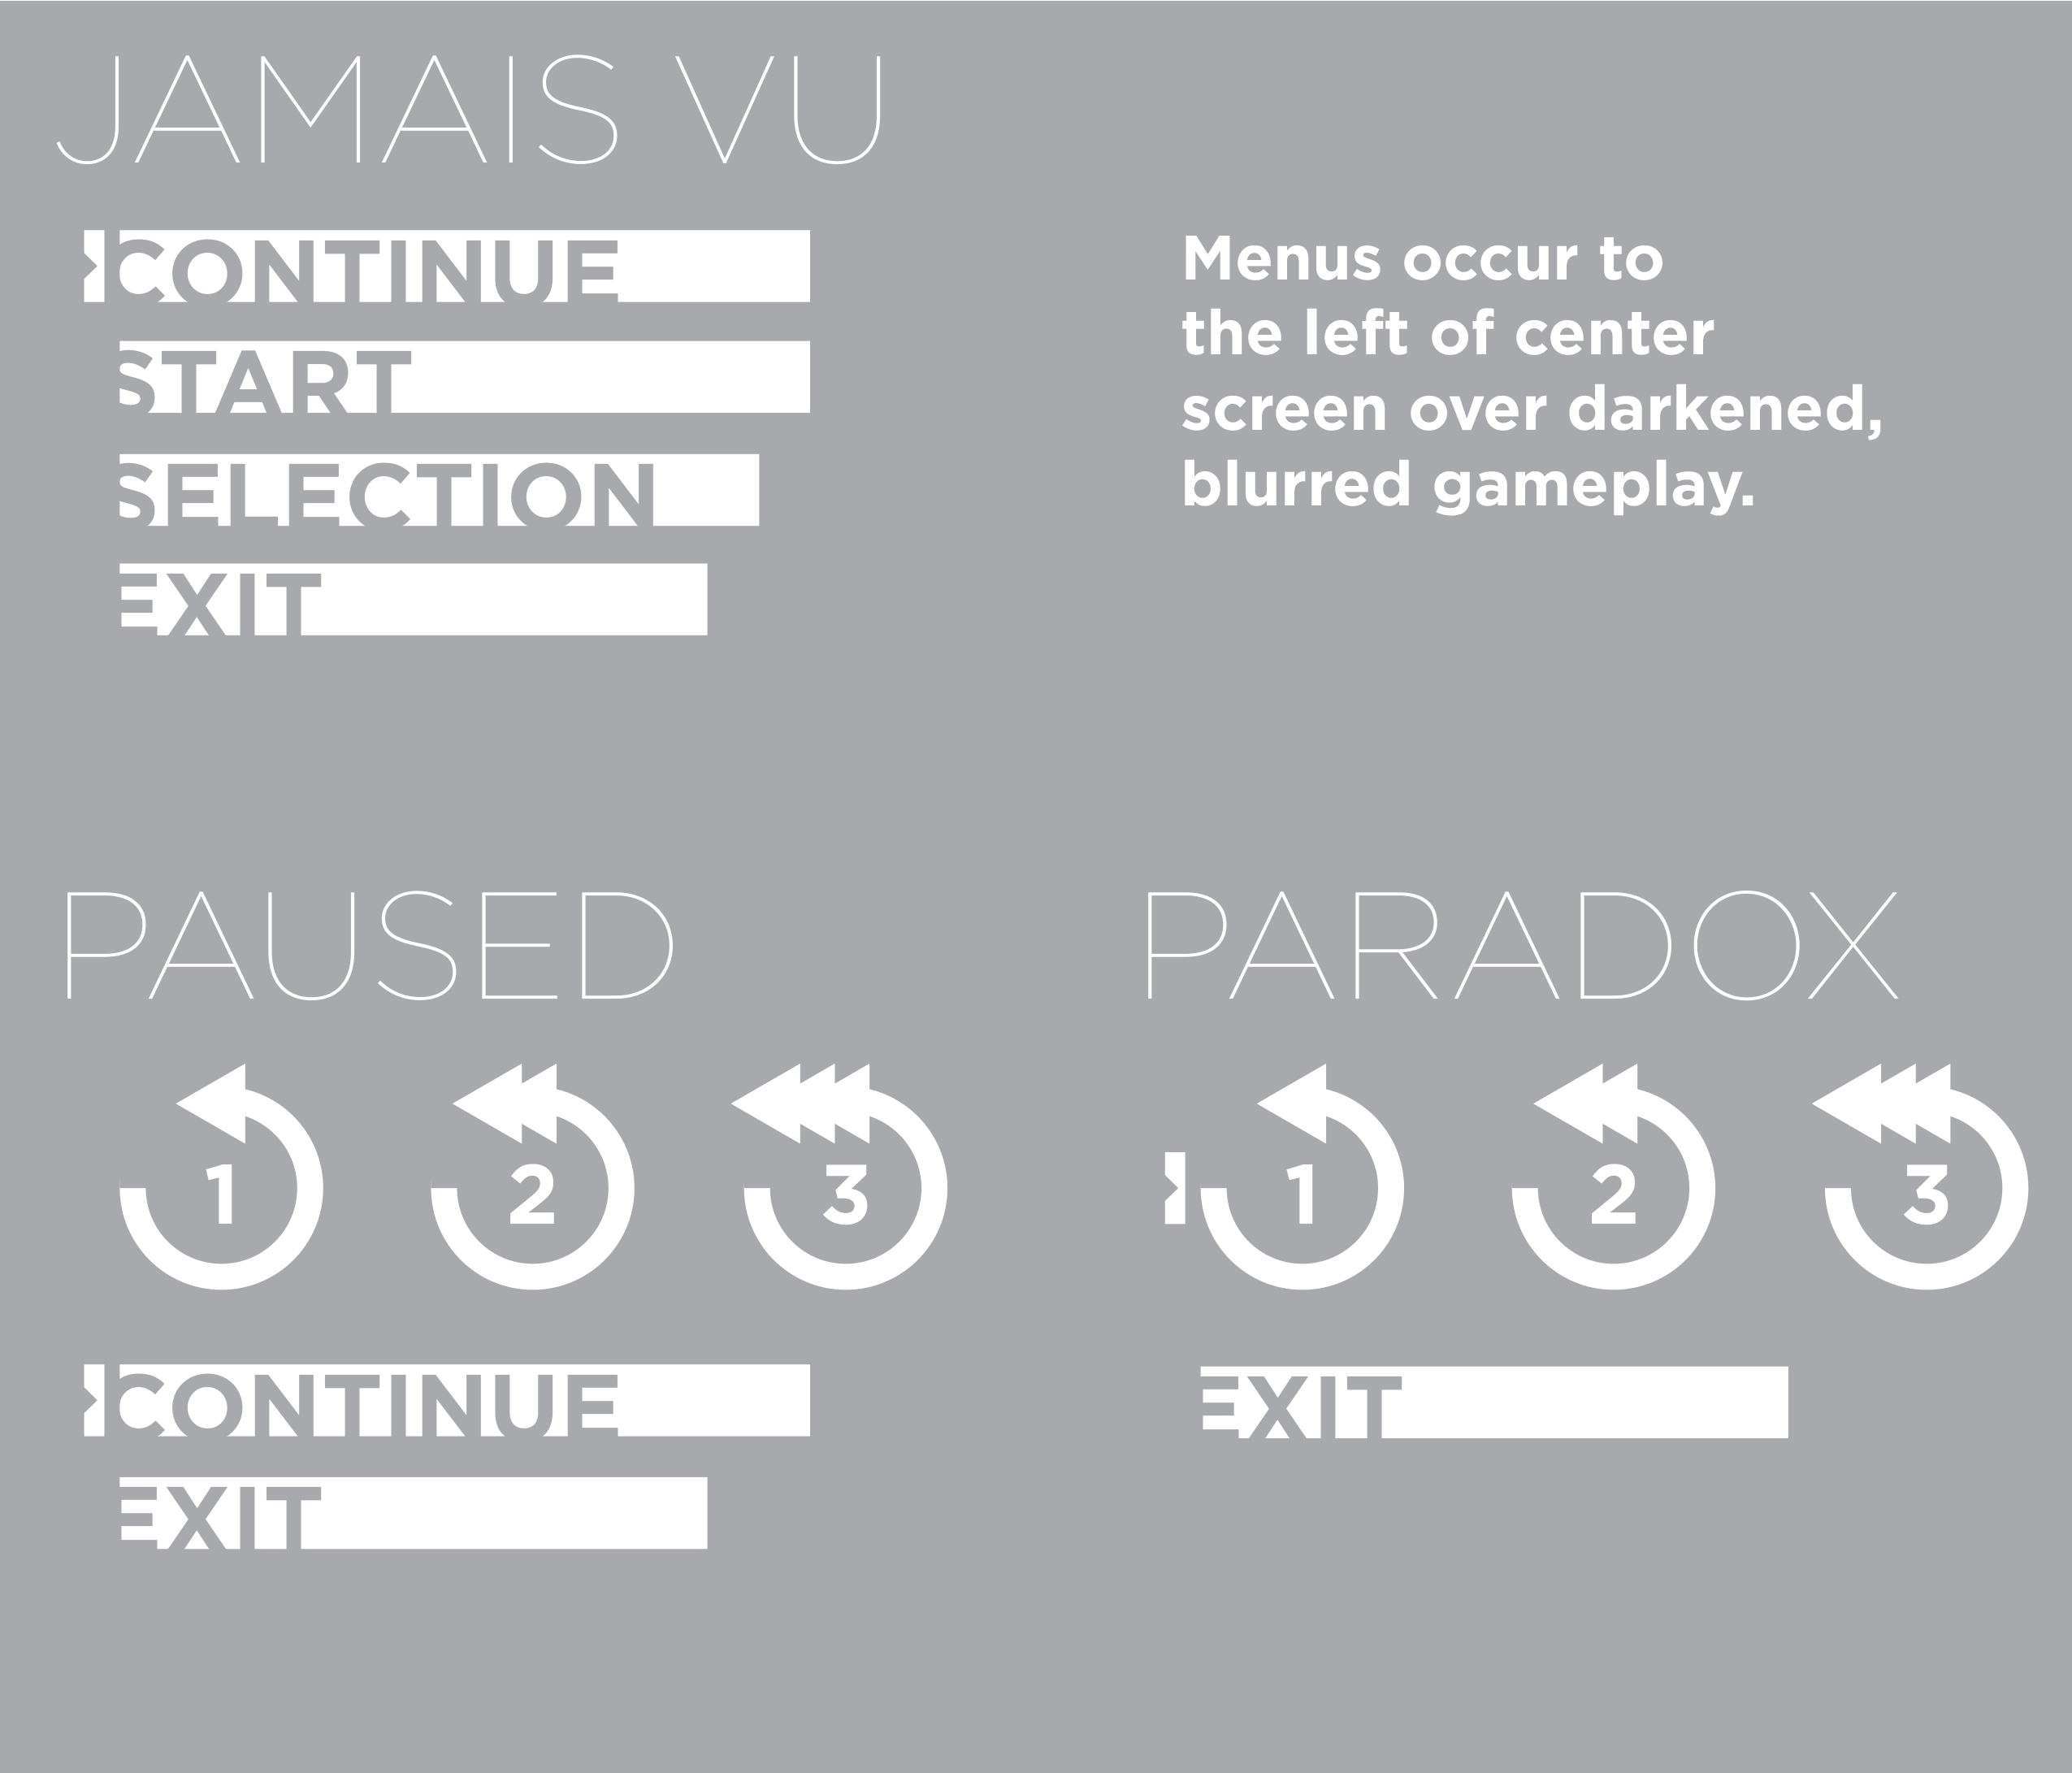 JAMAIS VU
CONTINUE
START
SELECTION
EXIT
Menus occur to
the left off center
screen over darkened,
blurred gameplay.
PAUSED
1 2 3
CONTINUE
EXIT
PARADOX
1 2 3
EXIT